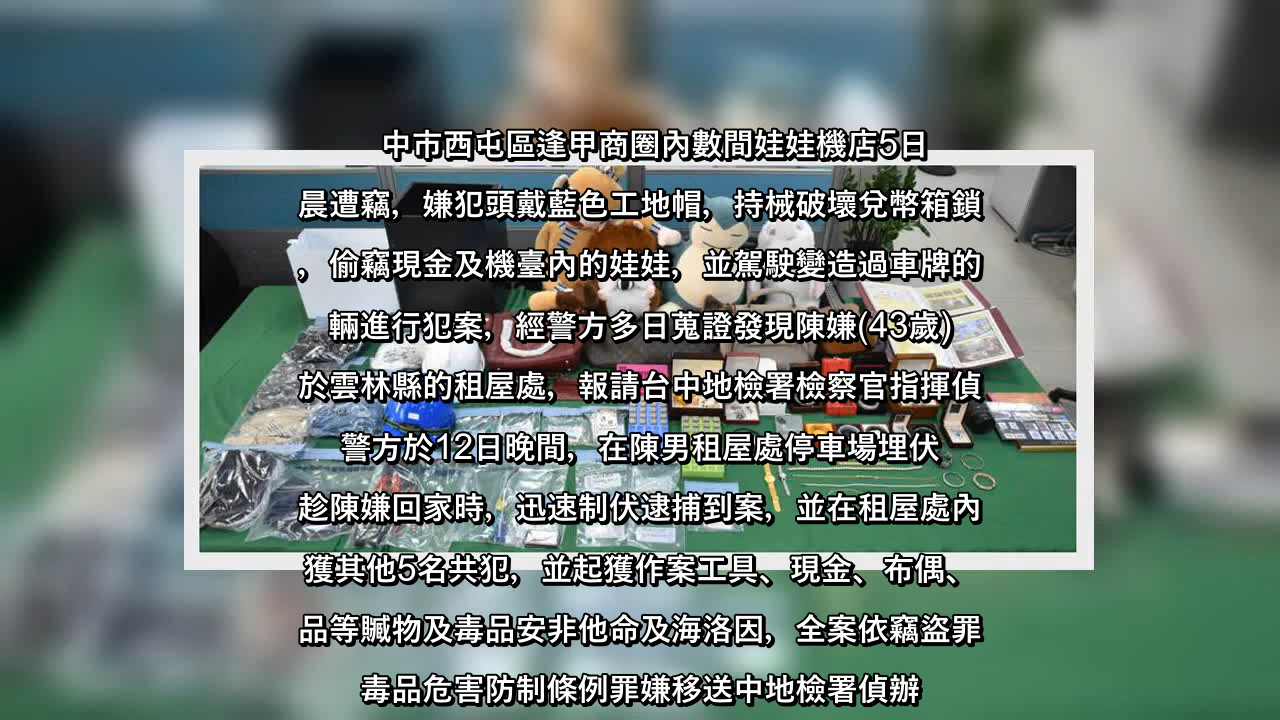 中市西屯區逢甲商圈內數間娃娃機店5日
晨遭竊，嫌犯頭戴藍色工地帽，持械破壞兌幣箱鎖
，偷竊現金及機臺內的娃娃，並駕駛變造過車牌的
輛進行犯案，經警方多日蒐證發現陳嫌(43歲)
於雲林縣的租屋處，報請台中地檢署檢察官指揮偵
警方於12日晚間，在陳男租屋處停車場埋伏
趁陳嫌回家時，迅速制伏逮捕到案，並在租屋處內
獲其他5名共犯，並起獲作案工具、現金、布偶、
品等贓物及毒品安非他命及海洛因，全案依竊盜罪
毒品危害防制條例罪嫌移送中地檢署偵辦